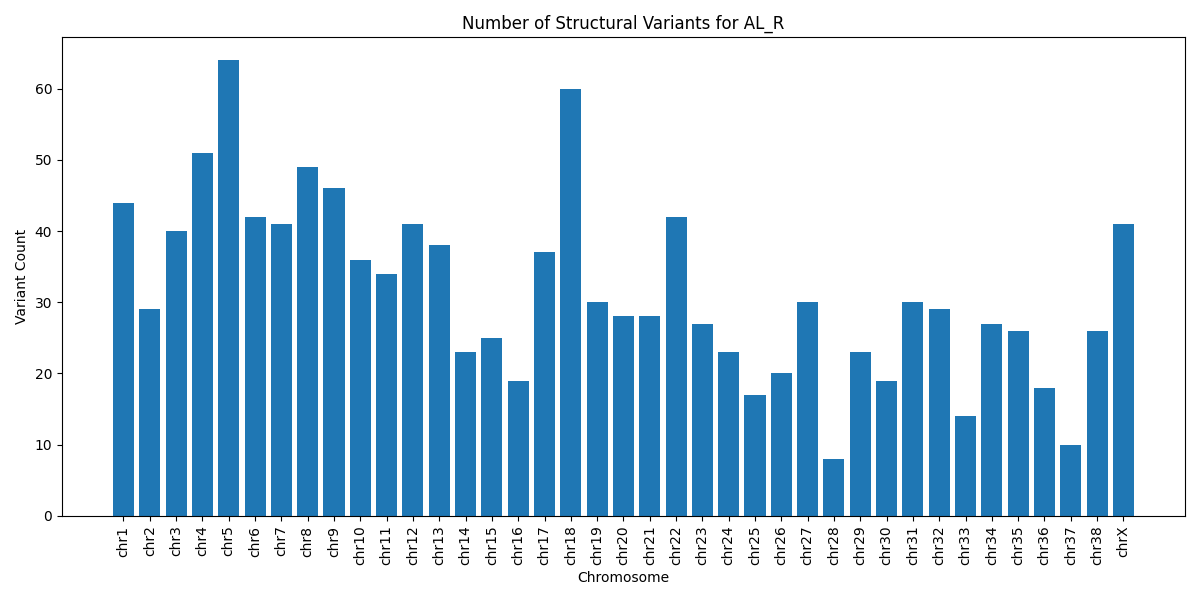 Number of Structural Variants for AL_R
Variant Count
60
50
40
30
20
10
0
chr1
chr2
chr3
chr4
chr5
chr6
chr7
chr8
chr9
chr10
chr11
chr12
chr13
chr14
chr15
chr16
chr17
chr18
chr19
chr20
chr21
chr22
chr23
chr24
chr25
chr26
chr27
chr28
chr29
chr30
chr31
chr32
chr33
chr34
chr35
chr36
chr37
chr38
chrX
Chromosome